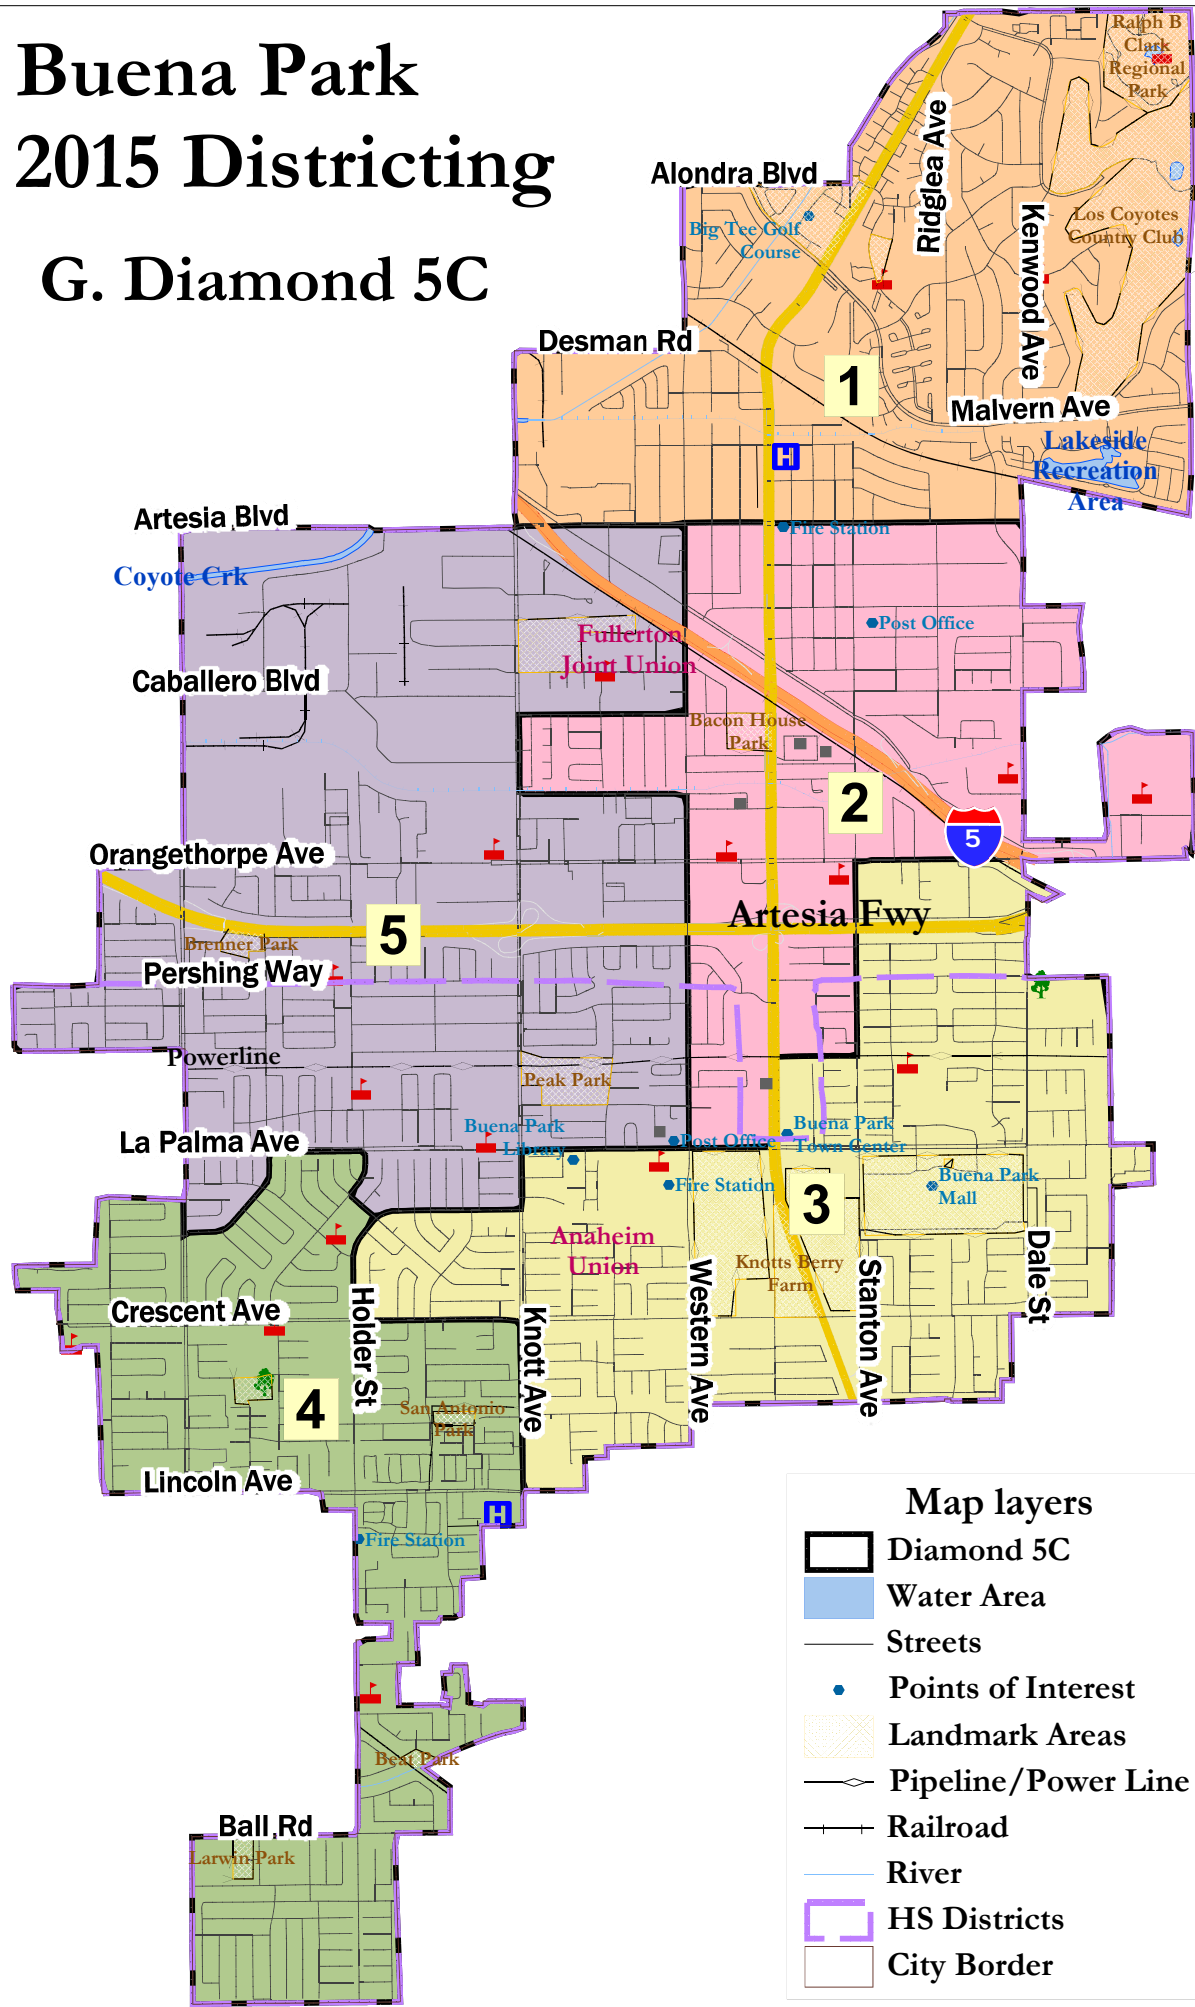 Buena Park
2015 Districting
G. Diamond 5C
Ralph B
Clark
Regional
Park
Ridglea Ave
Alondra Blvd
Big Tee Golf
Course
Kenwood Ave
Los Coyotes
Country Club
Desman Rd
1
Malvern Ave
Lakeside
Recreation
Area
H
Artesia Blvd
Fire Station
Coyote Crk
Post Office
Fullerton
Joint Union
Caballero Blvd
Bacon House
Park
2
5
Orangethorpe Ave
Artesia Fwy
5
Brenner Park
Pershing Way
Powerline
Peak Park
Buena Park
Library
Post Office
Buena Park
Town Center
La Palma Ave
Fire Station
Buena Park
Mall
3
Anaheim
Union
Knotts Berry
Farm
Western Ave
Stanton Ave
Dale St
Crescent Ave
Holder St
Knott Ave
4
San Antonio
Park
Lincoln Ave
H
Fire Station
Beat Park
Ball Rd
Larwin Park
Map layers
Diamond 5C
Water Area
Streets
Points of Interest
Landmark Areas
Pipeline/Power Line
Railroad
River
HS Districts
City Border